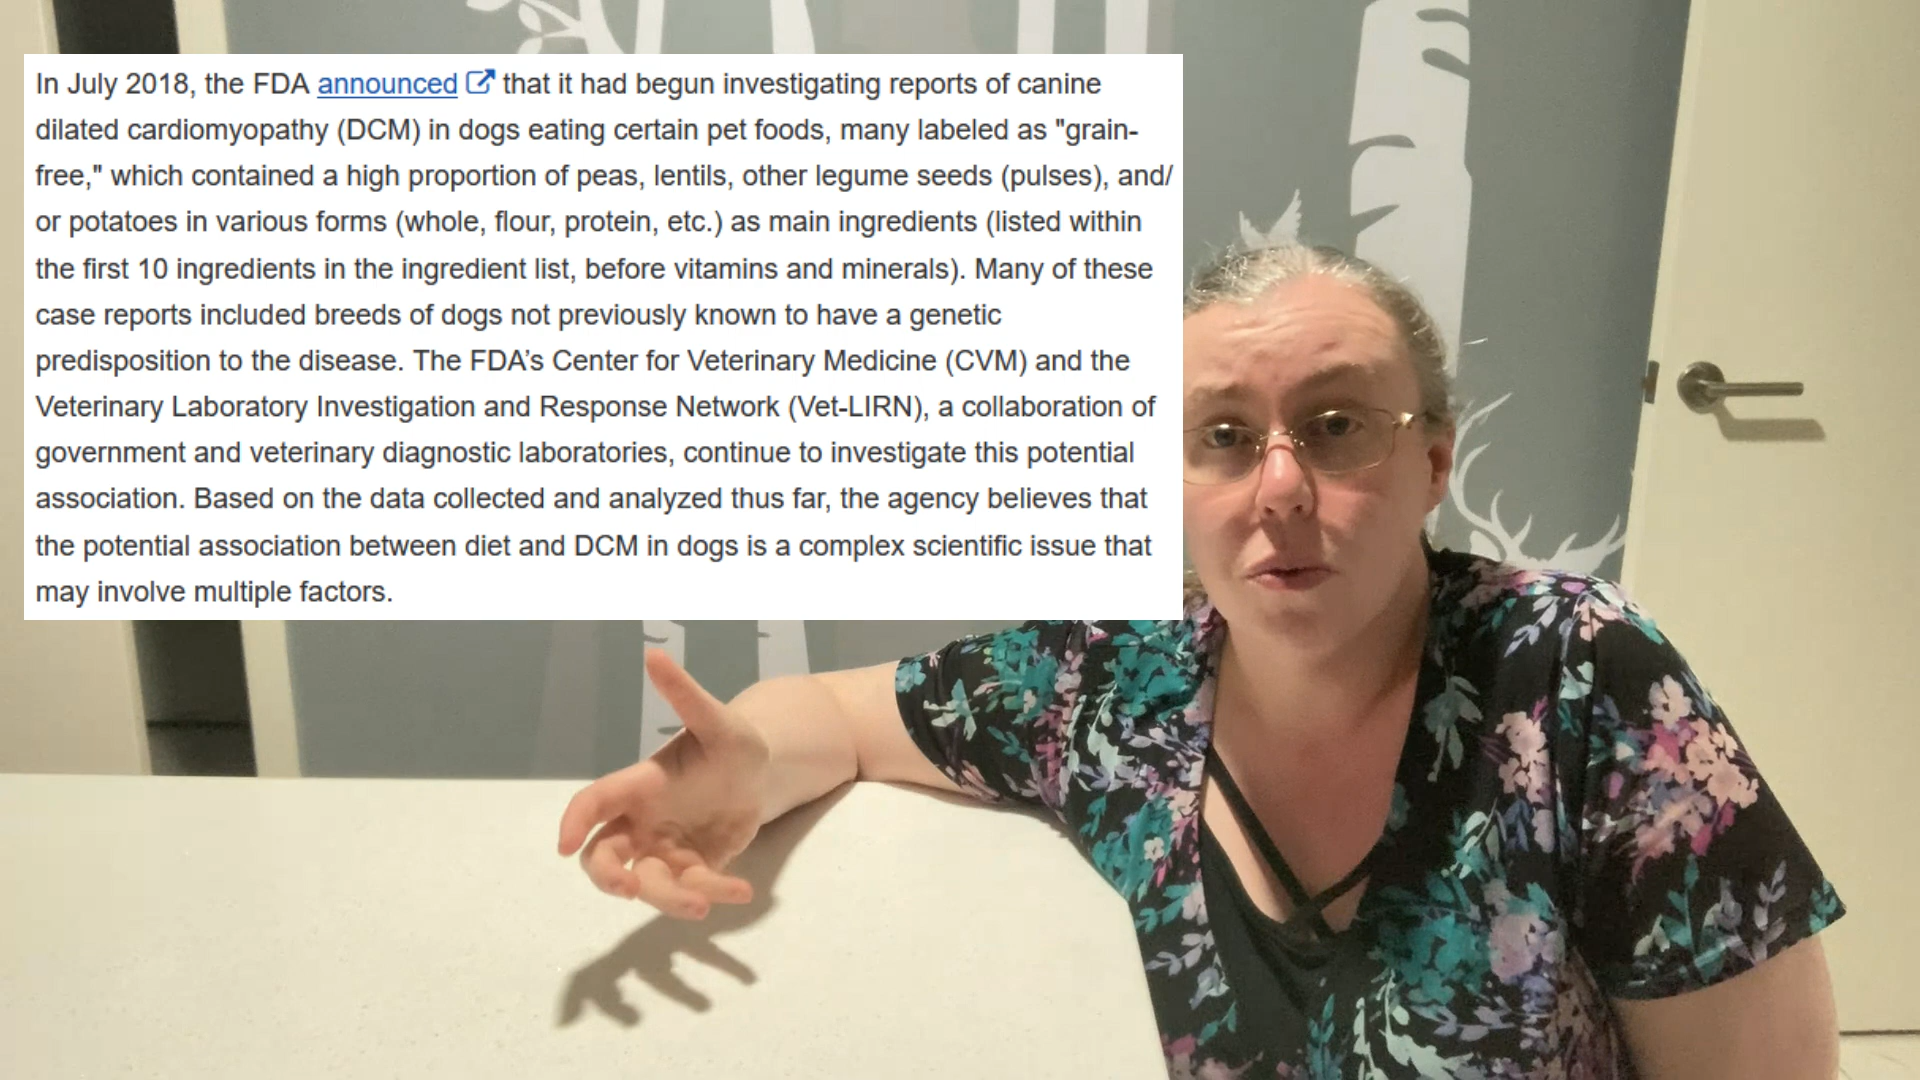 In July 2018, the FDA announced that it had begun investigating reports of canine
dilated cardiomyopathy (DCM) in dogs eating certain pet foods, many labeled as "grain-
free," which contained a high proportion of peas, lentils, other legume seeds (pulses), and/
or potatoes in various forms (whole, flour, protein, etc.) as main ingredients (listed within
the first 10 ingredients in the ingredient list, before vitamins and minerals). Many of these
case reports included breeds of dogs not previously known to have a genetic
predisposition to the disease. The FDA’s Center for Veterinary Medicine (CVM) and the
Veterinary Laboratory Investigation and Response Network (Vet-LIRN), a collaboration of
government and veterinary diagnostic laboratories, continue to investigate this potential
association. Based on the data collected and analyzed thus far, the agency believes that
the potential association between diet and DCM in dogs is a complex scientific issue that
may involve multiple factors.